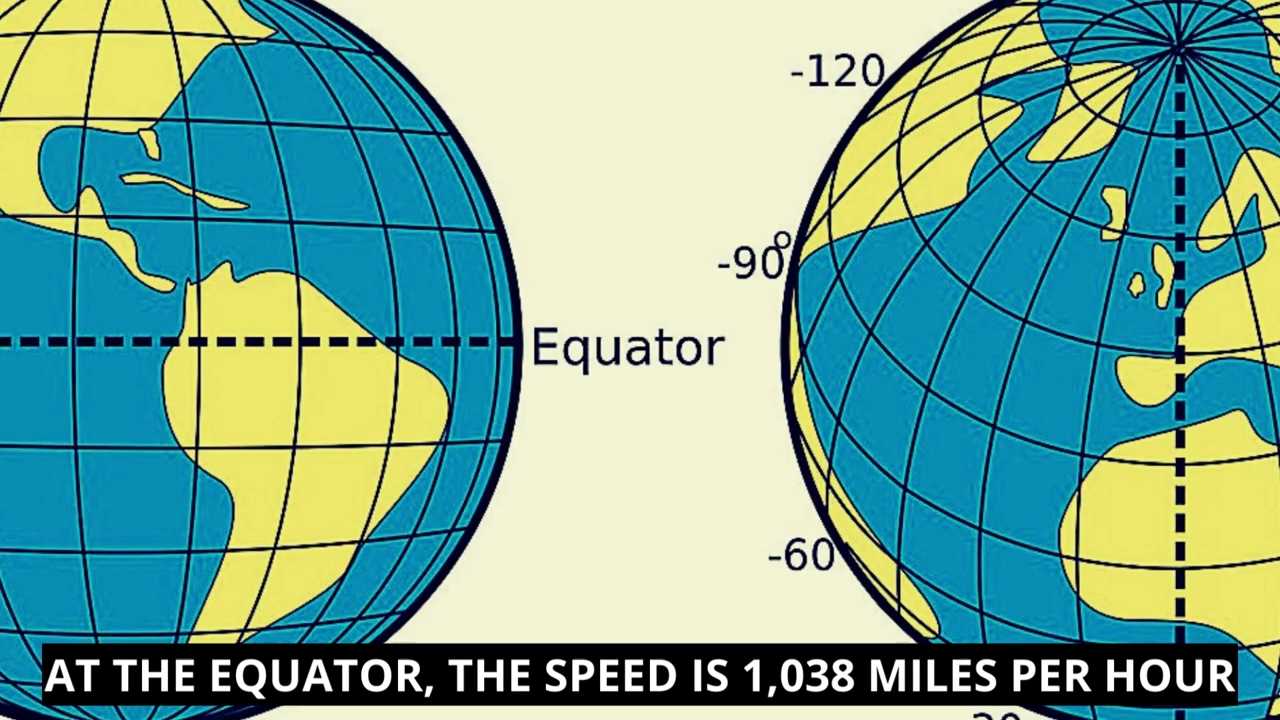 -120
-90°
Equator
-60
AT THE EQUATOR, THE SPEED IS 1,038 MILES PER HOUR